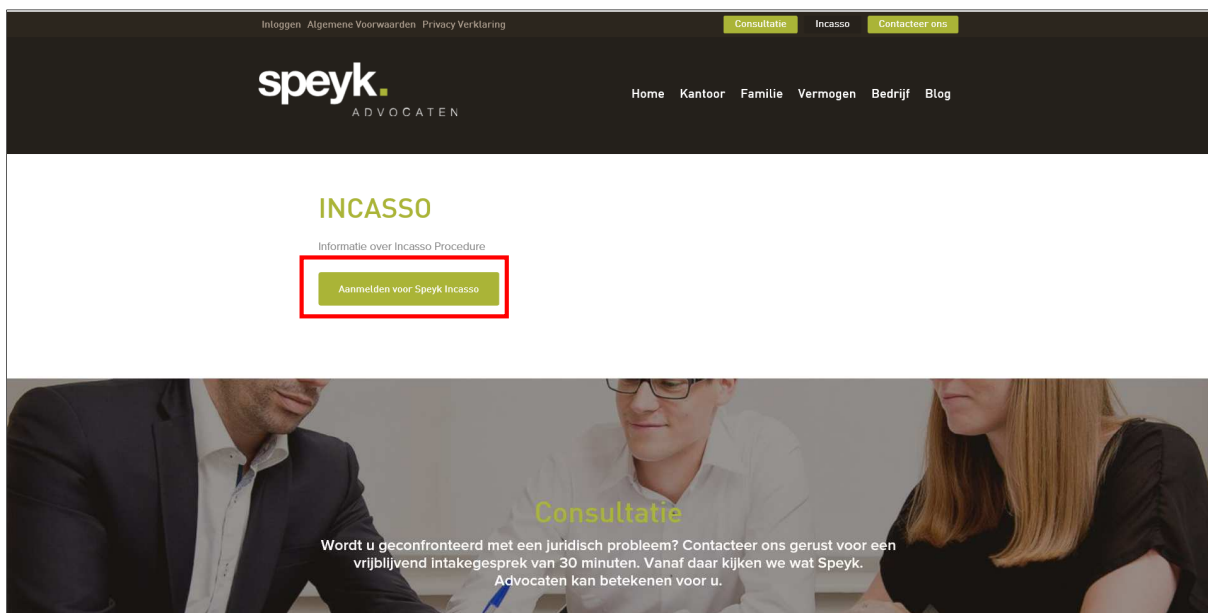 Inloggen Algemene Voorwaarden Privacy Verklaring
Consultatie Incasso Contacteer ons
speyk.
ADVOCATEN
Home Kantoor Familie Vermogen Bedrijf Blog
INCASSO
Informatie over Incasso Procedure
Aanmelden voor Speyk Incasso
Consultatie
Wordt u geconfronteerd met een juridisch probleem? Contacteer ons gerust voor een
vrijblijvend intakegesprek van 30 minuten. Vanaf daar kijken we wat Speyk.
Advocaten kan betekenen voor u.